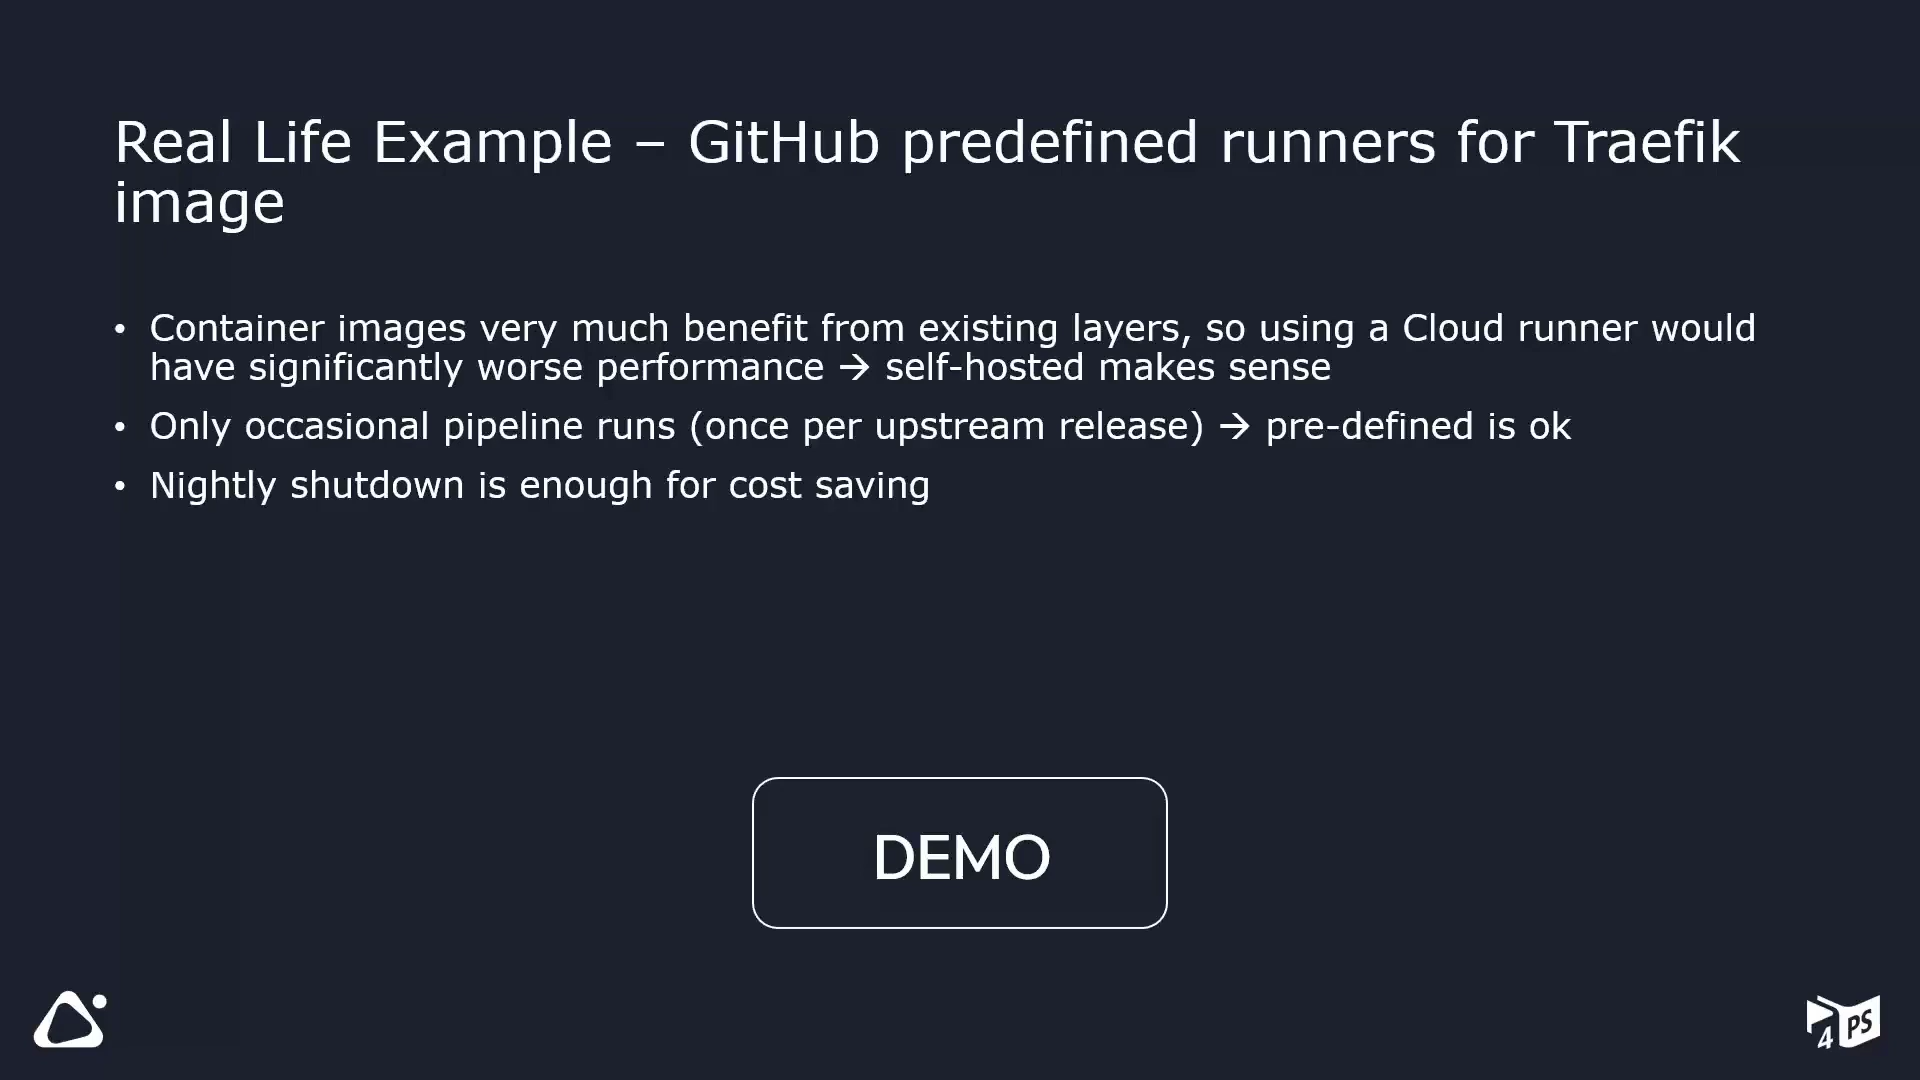 Real Life Example – GitHub predefined runners for Traefik
image
• Container images very much benefit from existing layers, so using a Cloud runner would
have significantly worse performance → self-hosted makes sense
• Only occasional pipeline runs (once per upstream release) → pre-defined is ok
• Nightly shutdown is enough for cost saving
DEMO
4PS